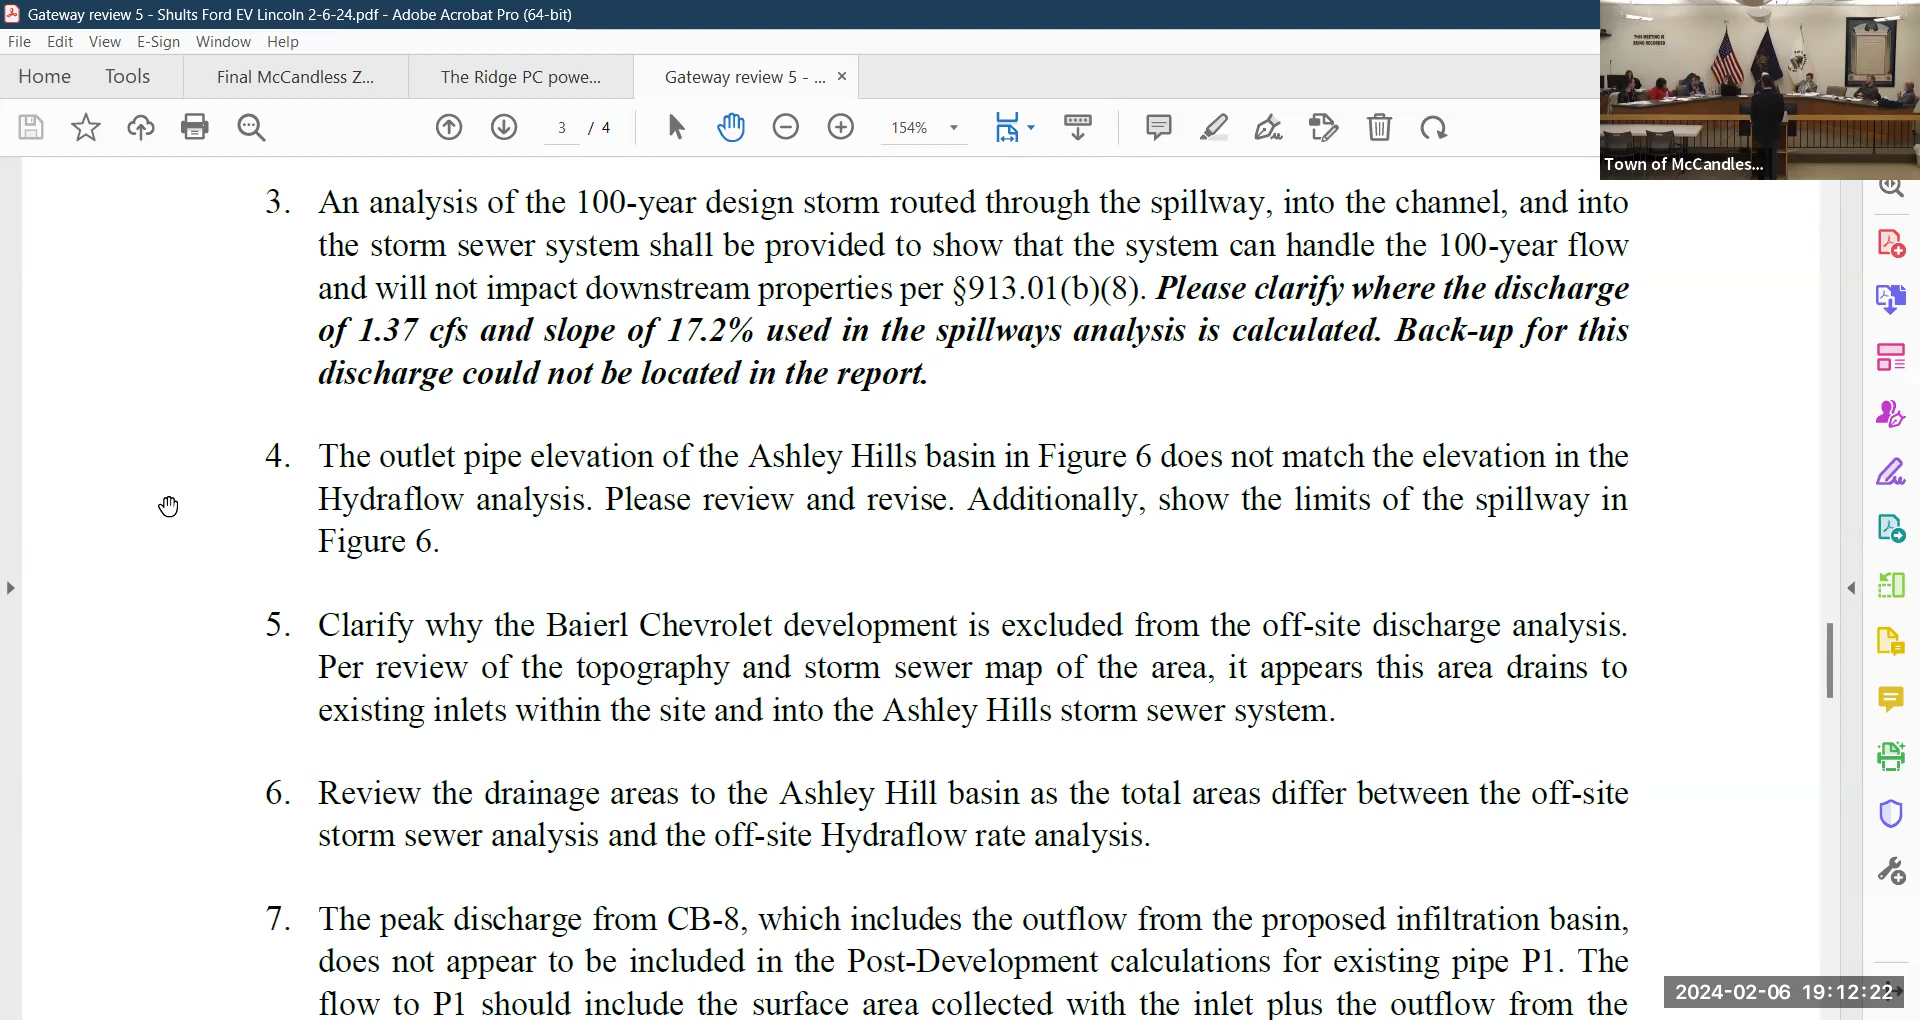 Gateway review 5 - Shults Ford EV Lincoln 2-6-24.pdf - Adobe Acrobat Pro (64-bit)
File Edit View E-Sign Window Help
Home Tools Final McCandless Z... The Ridge PC powe... Gateway review 5 - ... ×
3 / 4 154%
THIS MEETING IS
BEING RECORDED
Town of McCandles...
3. An analysis of the 100-year design storm routed through the spillway, into the channel, and into
the storm sewer system shall be provided to show that the system can handle the 100-year flow
and will not impact downstream properties per §913.01(b)(8). Please clarify where the discharge
of 1.37 cfs and slope of 17.2% used in the spillways analysis is calculated. Back-up for this
discharge could not be located in the report.
4. The outlet pipe elevation of the Ashley Hills basin in Figure 6 does not match the elevation in the
Hydraflow analysis. Please review and revise. Additionally, show the limits of the spillway in
Figure 6.
5. Clarify why the Baierl Chevrolet development is excluded from the off-site discharge analysis.
Per review of the topography and storm sewer map of the area, it appears this area drains to
existing inlets within the site and into the Ashley Hills storm sewer system.
6. Review the drainage areas to the Ashley Hill basin as the total areas differ between the off-site
storm sewer analysis and the off-site Hydraflow rate analysis.
7. The peak discharge from CB-8, which includes the outflow from the proposed infiltration basin,
does not appear to be included in the Post-Development calculations for existing pipe P1. The
flow to P1 should include the surface area collected with the inlet plus the outflow from the
2024-02-06 19:12:22